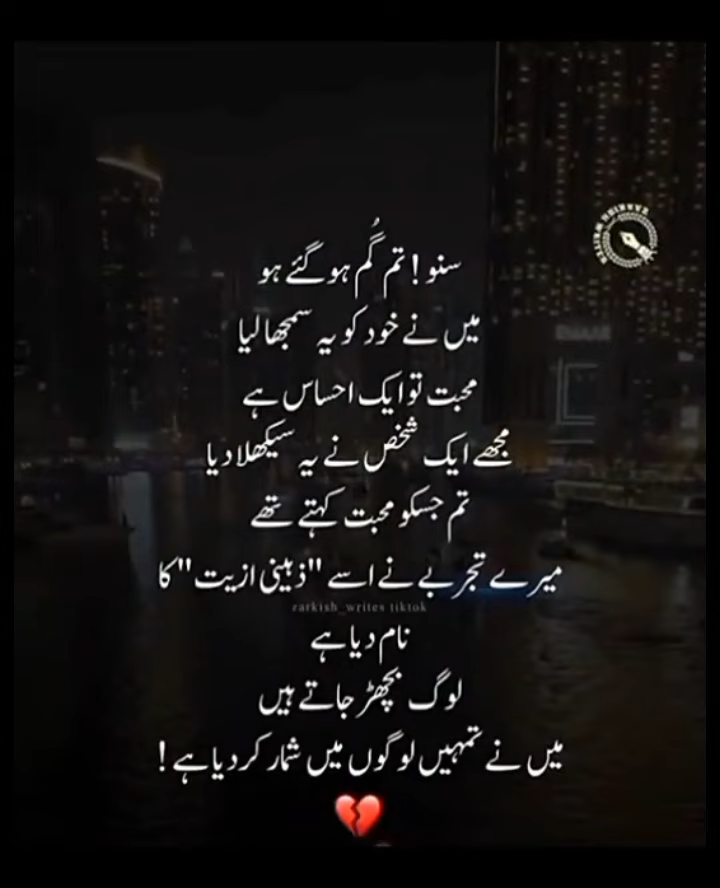 سنو! تم گُم ہو گئے ہو
میں نے خود کو یہ سمجھا لیا
محبت تو ایک احساس ہے
مجھے ایک شخص نے یہ سیکھلا دیا
تم جسکو محبت کہتے تھے
میرے تجربے نے اسے "ذہینی ازیت" کا
zarkish_writes tiktok
نام دیا ہے
لوگ بچھڑ جاتے ہیں
میں نے تمہیں لوگوں میں شمار کر دیا ہے!
💔